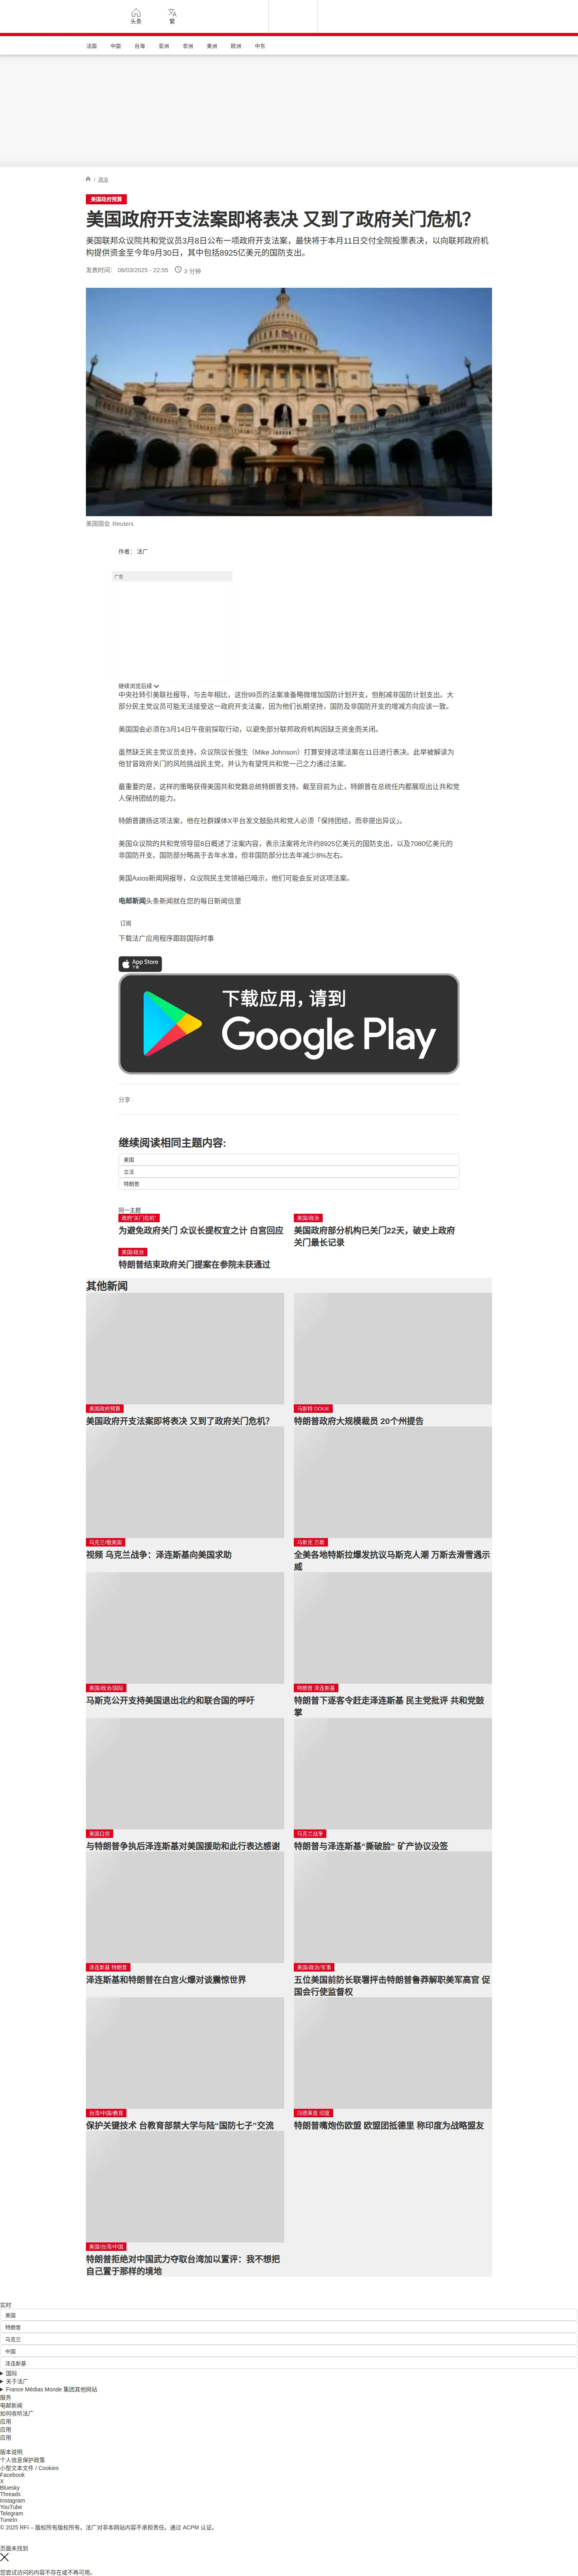 头条
繁
法国
中国
台海
亚洲
非洲
美洲
欧洲
中东
/ 政治
美国政府预算
美国政府开支法案即将表决 又到了政府关门危机？
美国联邦众议院共和党议员3月8日公布一项政府开支法案，最快将于本月11日交付全院投票表决，以向联邦政府机
构提供资金至今年9月30日，其中包括8925亿美元的国防支出。
发表时间： 08/03/2025 - 22:55 3 分钟
美国国会 Reuters
作者： 法广
广告
继续浏览后续
中央社转引美联社报导，与去年相比，这份99页的法案准备略微增加国防计划开支，但削减非国防计划支出。大
多数民主党议员可能无法接受这一政府开支法案，因为他们长期坚持，国防及非国防开支的增减方向应该一致。
美国国会必须在3月14日午夜前採取行动，以避免部分联邦政府机构因缺乏资金而关闭。
虽然缺乏民主党议员支持，众议院议长强生（Mike Johnson）打算安排这项法案在11日进行表决。此举被解读为
他甘冒政府关门的风险挑战民主党，并认为有望凭共和党一己之力通过法案。
最重要的是，这样的策略获得美国共和党籍总统特朗普支持。截至目前为止，特朗普在总统任内都展现出让共和党
人保持团结的能力。
特朗普讚扬这项法案，他在社群媒体X平台发文鼓励共和党人必须「保持团结，而非提出异议」。
美国众议院的共和党领导层8日概述了法案内容，表示法案将允许约8925亿美元的国防支出，以及7080亿美元的
非国防开支。国防部分略高于去年水准，但非国防部分比去年减少8%左右。
美国Axios新闻网报导，众议院民主党领袖已暗示，他们可能会反对这项法案。
电邮新闻头条新闻就在您的每日新闻信里
订阅
下载法广应用程序跟踪国际时事
App Store
下载
下载应用，请到
Google Play
分享 :
继续阅读相同主题内容:
美国
立法
特朗普
同一主题
政府“关门危机”
为避免政府关门 众议长提权宜之计 白宫回应
美国/政治
美国政府部分机构已关门22天，破史上政府
关门最长记录
美国/政治
特朗普结束政府关门提案在参院未获通过
其他新闻
美国政府预算
美国政府开支法案即将表决 又到了政府关门危机？
马斯特 DOGE
特朗普政府大规模裁员 20个州提告
乌克兰/俄美国
视频 乌克兰战争：泽连斯基向美国求助
马斯克 万斯
全美各地特斯拉爆发抗议马斯克人潮 万斯去滑雪遇示
威
美国/政治/国际
马斯克公开支持美国退出北约和联合国的呼吁
特朗普 泽连斯基
特朗普下逐客令赶走泽连斯基 民主党批评 共和党鼓
掌
美国白宫
与特朗普争执后泽连斯基对美国援助和此行表达感谢
乌克兰战争
特朗普与泽连斯基“撕破脸” 矿产协议没签
泽连斯基 特朗普
泽连斯基和特朗普在白宫火爆对谈震惊世界
美国/政治/军事
五位美国前防长联署抨击特朗普鲁莽解职美军高官 促
国会行使监督权
台湾/中国/教育
保护关键技术 台教育部禁大学与陆“国防七子”交流
冯德莱恩 印度
特朗普嘴炮伤欧盟 欧盟团抵德里 称印度为战略盟友
美国/台湾/中国
特朗普拒绝对中国武力夺取台湾加以置评：我不想把
自己置于那样的境地
实时
美国
特朗普
乌克兰
中国
泽连斯基
国际
关于法广
France Médias Monde 集团其他网站
服务
电邮新闻
如何收听法广
应用
应用
应用
版本说明
个人信息保护政策
小型文本文件 / Cookies
Facebook
X
Bluesky
Threads
Instagram
YouTube
Telegram
TuneIn
© 2025 RFI – 版权所有版权所有。法广对非本网站内容不承担责任。通过 ACPM 认证。
页面未找到
您尝试访问的内容不存在或不再可用。